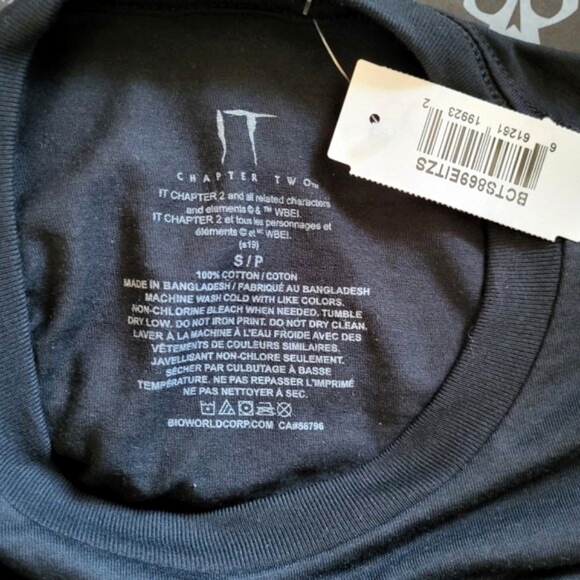 IT
CHAPTER TWO™
IT CHAPTER 2 and all related characters
and elements © & ™ WBEI.
IT CHAPTER 2 et tous les personnages et
éléments © et MC WBEI.
(s19)
S/P
100% COTTON / COTON
MADE IN BANGLADESH / FABRIQUÉ AU BANGLADESH
MACHINE WASH COLD WITH LIKE COLORS.
NON-CHLORINE BLEACH WHEN NEEDED. TUMBLE
DRY LOW. DO NOT IRON PRINT. DO NOT DRY CLEAN.
LAVER À LA MACHINE À L'EAU FROIDE AVEC DES
VÊTEMENTS DE COULEURS SIMILAIRES.
JAVELLISANT NON-CHLORE SEULEMENT.
SÉCHER PAR CULBUTAGE À BASSE
TEMPÉRATURE. NE PAS REPASSER L'IMPRIMÉ
NE PAS NETTOYER À SEC.
BIOWORLDCORP.COM CA#56796
6 61261 19923 2
BCTS869EITZS